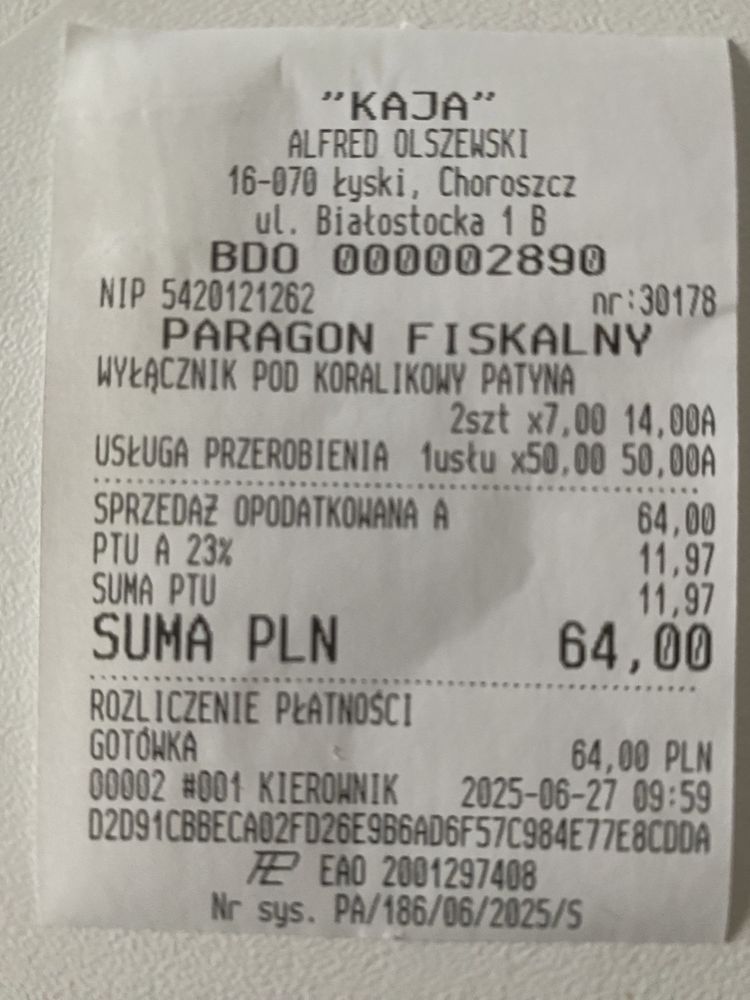 "KAJA"
ALFRED OLSZEWSKI
16-070 Łyski, Choroszcz
ul. Białostocka 1 B
BDO 000002890
NIP 5420121262 nr:30178
PARAGON FISKALNY
WYŁĄCZNIK POD KORALIKOWY PATYNA
2szt x7,00 14,00A
USŁUGA PRZEROBIENIA 1usłu x50,00 50,00A
SPRZEDAŻ OPODATKOWANA A 64,00
PTU A 23% 11,97
SUMA PTU 11,97
SUMA PLN 64,00
ROZLICZENIE PŁATNOŚCI
GOTÓWKA 64,00 PLN
00002 #001 KIEROWNIK 2025-06-27 09:59
D2D91CBBECA02FD26E9B6AD6F57C984E77E8CDDA
EAO 2001297408
Nr sys. PA/186/06/2025/S